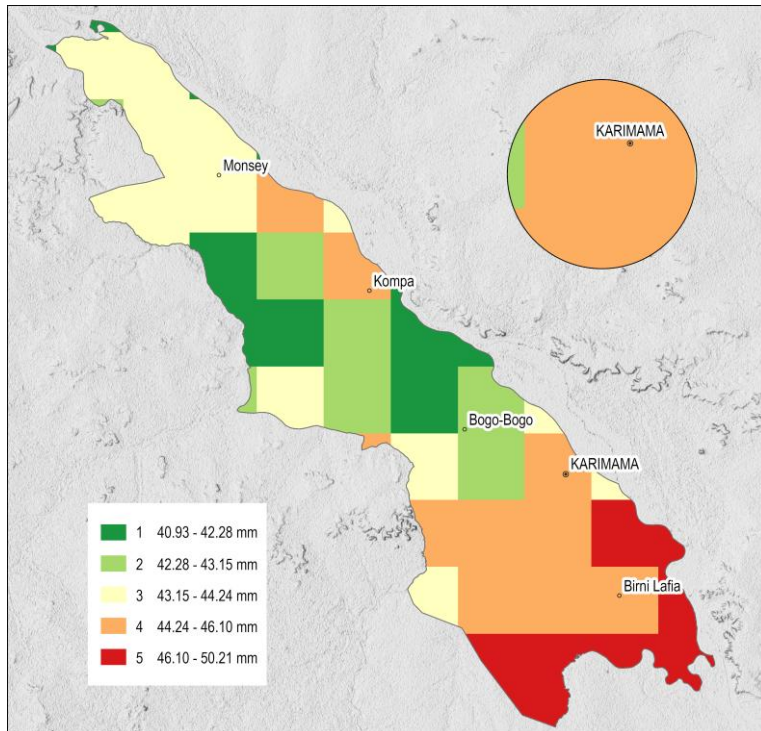 KARIMAMA
Monsey
Kompa
Bogo-Bogo
KARIMAMA
Birni Lafia
1 40.93 - 42.28 mm
2 42.28 - 43.15 mm
3 43.15 - 44.24 mm
4 44.24 - 46.10 mm
5 46.10 - 50.21 mm